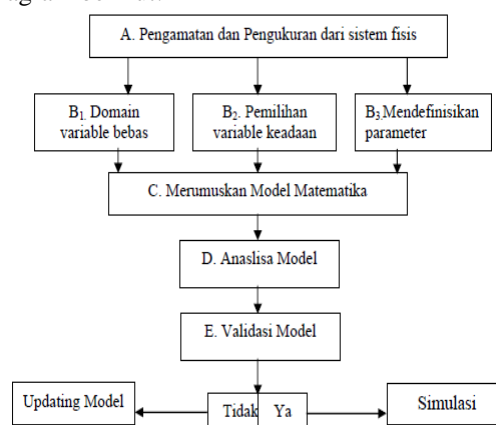 A. Pengamatan dan Pengukuran dari sistem fisis
B1. Domain
variable bebas
B2. Pemilihan
variable keadaan
B3.Mendefinisikan
parameter
C. Merumuskan Model Matematika
D. Anaslisa Model
E. Validasi Model
Updating Model
Tidak
Ya
Simulasi